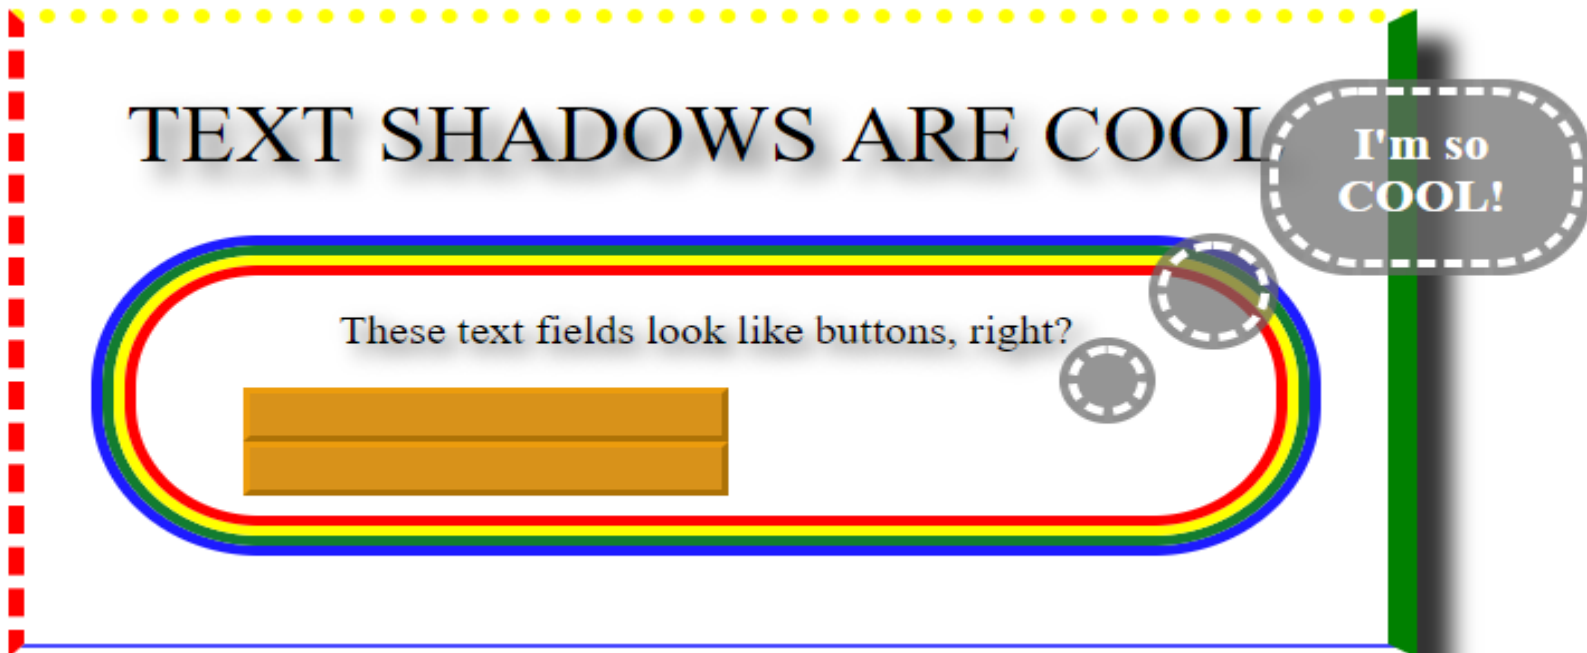 TEXT SHADOWS ARE COOL
I'm so
COOL!
These text fields look like buttons, right?